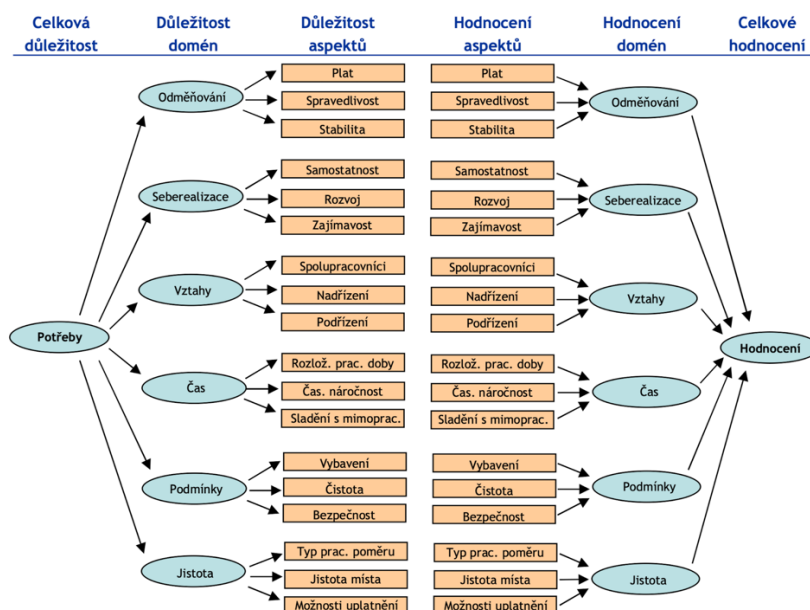 Celková důležitost
Důležitost domén
Důležitost aspektů
Hodnocení aspektů
Hodnocení domén
Celkové hodnocení
Potřeby
Odměňování
Plat
Spravedlivost
Stabilita
Seberealizace
Samostatnost
Rozvoj
Zajímavost
Vztahy
Spolupracovníci
Nadřízení
Podřízení
Čas
Rozlož. prac. doby
Čas. náročnost
Sladění s mimoprac.
Podmínky
Vybavení
Čistota
Bezpečnost
Jistota
Typ prac. poměru
Jistota místa
Možnosti uplatnění
Plat
Spravedlivost
Stabilita
Odměňování
Samostatnost
Rozvoj
Zajímavost
Seberealizace
Spolupracovníci
Nadřízení
Podřízení
Vztahy
Rozlož. prac. doby
Čas. náročnost
Sladění s mimoprac.
Čas
Vybavení
Čistota
Bezpečnost
Podmínky
Typ prac. poměru
Jistota místa
Možnosti uplatnění
Jistota
Hodnocení